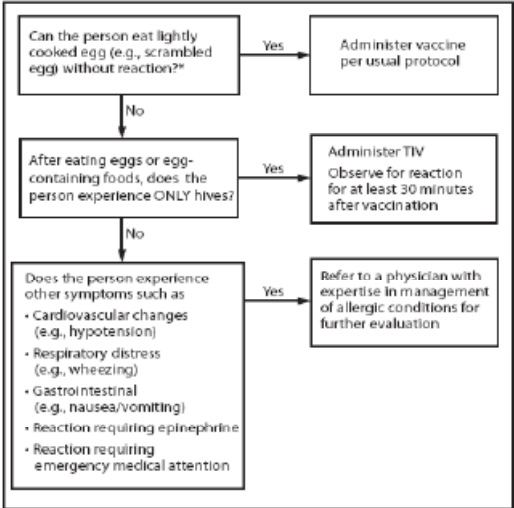 Can the person eat lightly
cooked egg (e.g., scrambled
egg) without reaction?*
Yes
Administer vaccine
per usual protocol
No
After eating eggs or egg-
containing foods, does the
person experience ONLY hives?
Yes
Administer TIV
Observe for reaction
for at least 30 minutes
after vaccination
No
Does the person experience
other symptoms such as
• Cardiovascular changes
(e.g., hypotension)
• Respiratory distress
(e.g., wheezing)
• Gastrointestinal
(e.g., nausea/vomiting)
• Reaction requiring epinephrine
• Reaction requiring
emergency medical attention
Yes
Refer to a physician with
expertise in management
of allergic conditions for
further evaluation